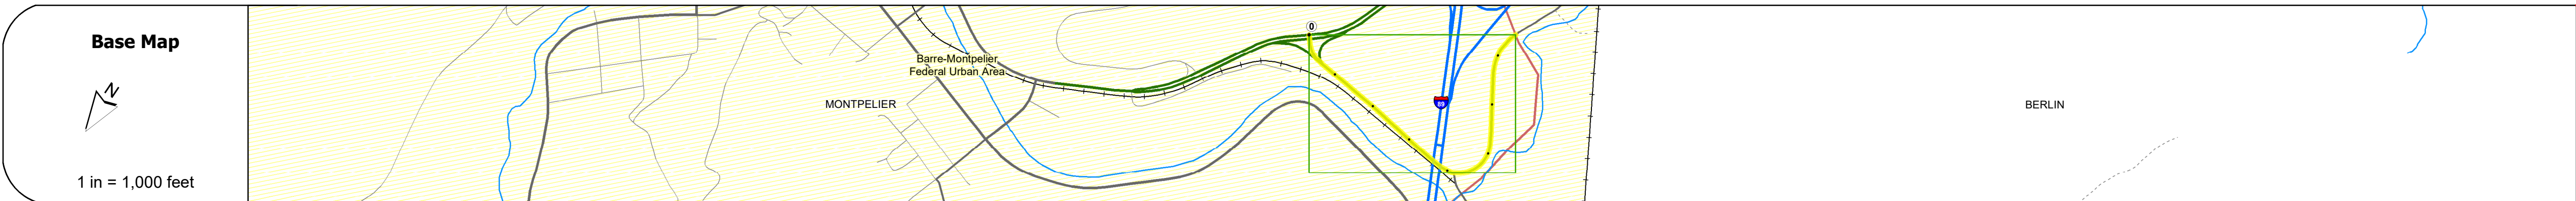 Base Map
N
1 in = 1,000 feet
Barre-Montpelier
Federal Urban Area
MONTPELIER
0
89
BERLIN